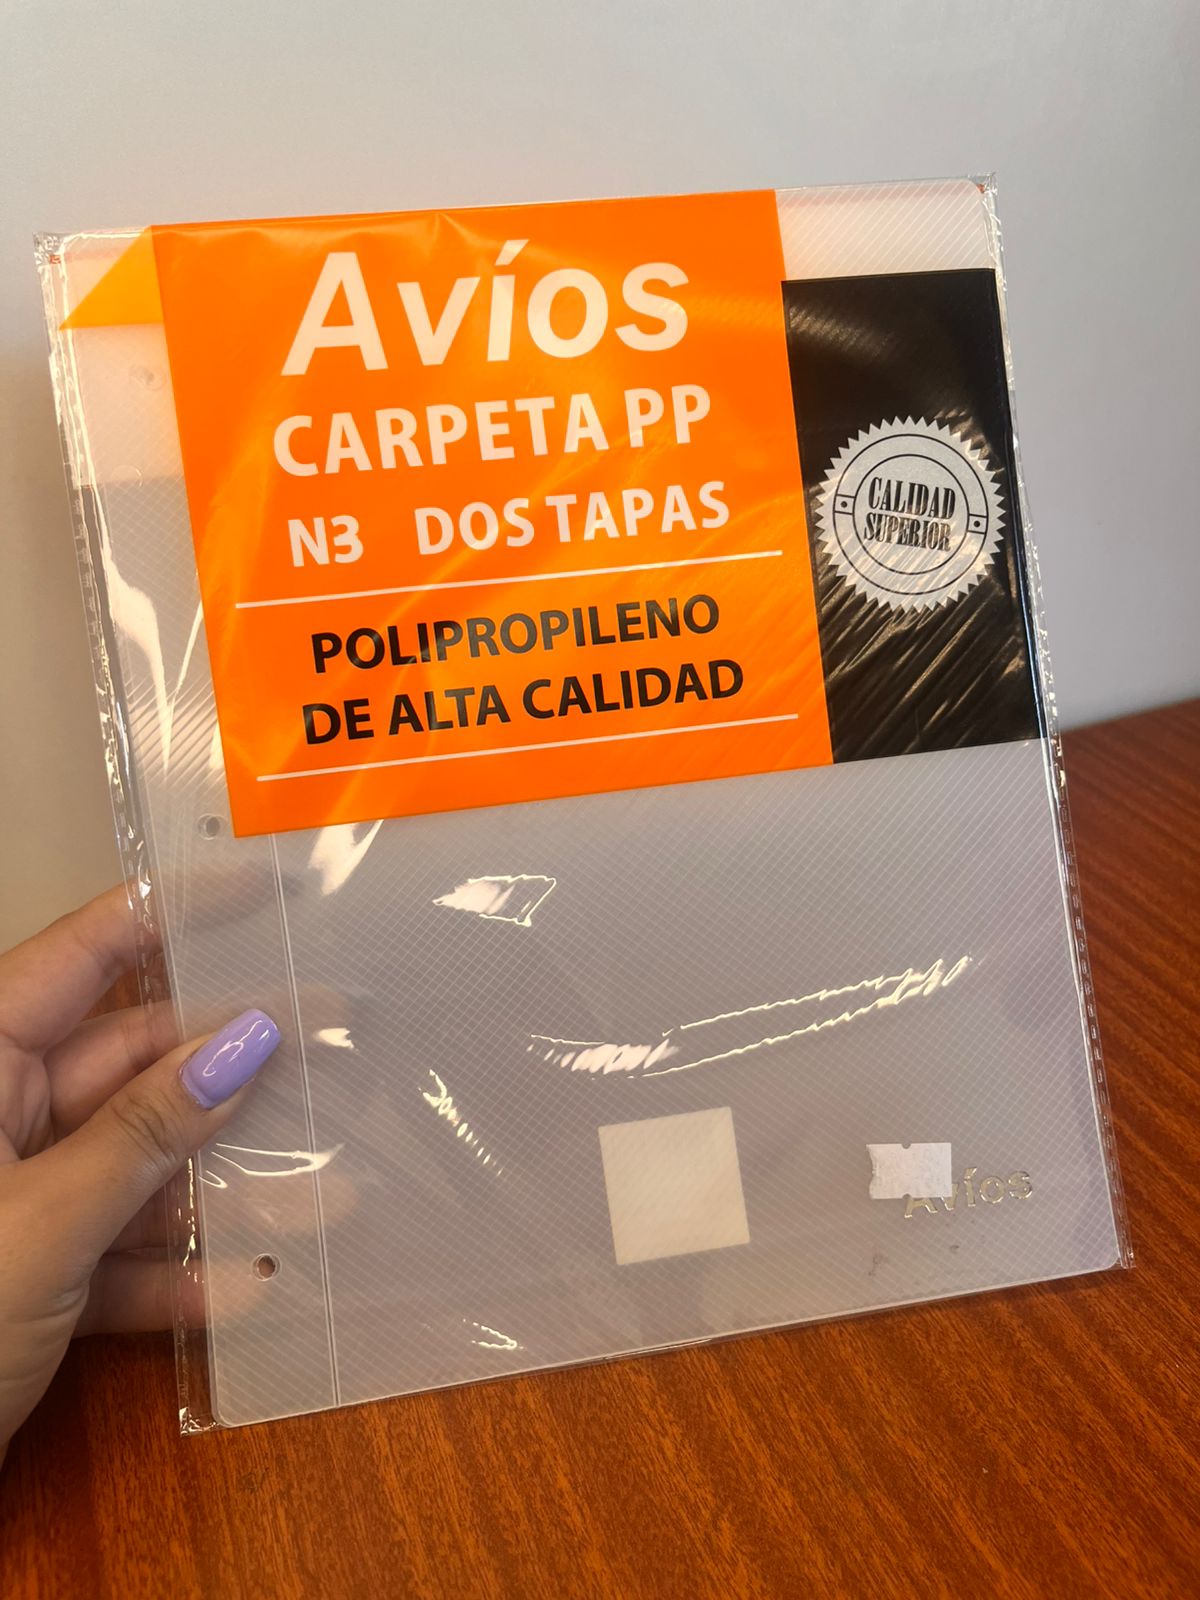 Avíos
CARPETA PP
N3 DOS TAPAS
POLIPROPILENO
DE ALTA CALIDAD
CALIDAD
SUPERIOR
Avíos